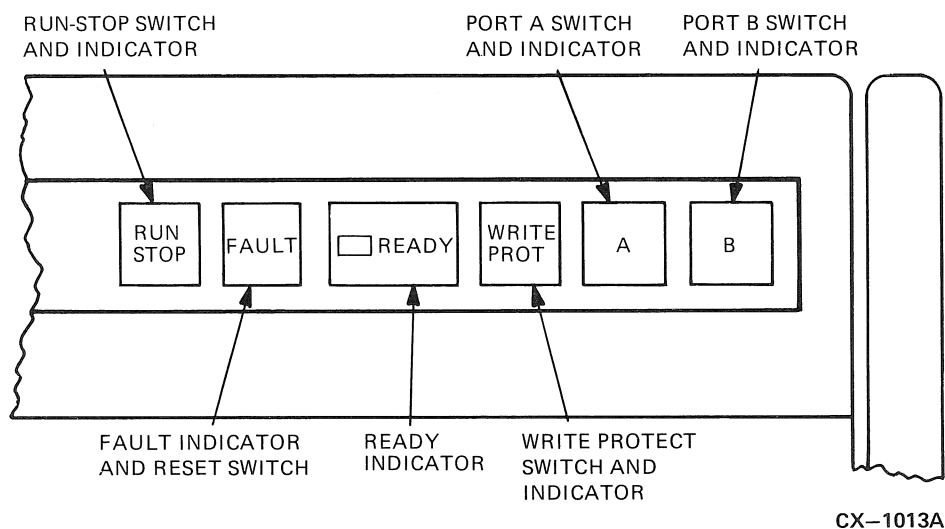 RUN-STOP SWITCH
AND INDICATOR
PORT A SWITCH
AND INDICATOR
PORT B SWITCH
AND INDICATOR
RUN
STOP
FAULT
READY
WRITE
PROT
A
B
FAULT INDICATOR
AND RESET SWITCH
READY
INDICATOR
WRITE PROTECT
SWITCH AND
INDICATOR
CX–1013A